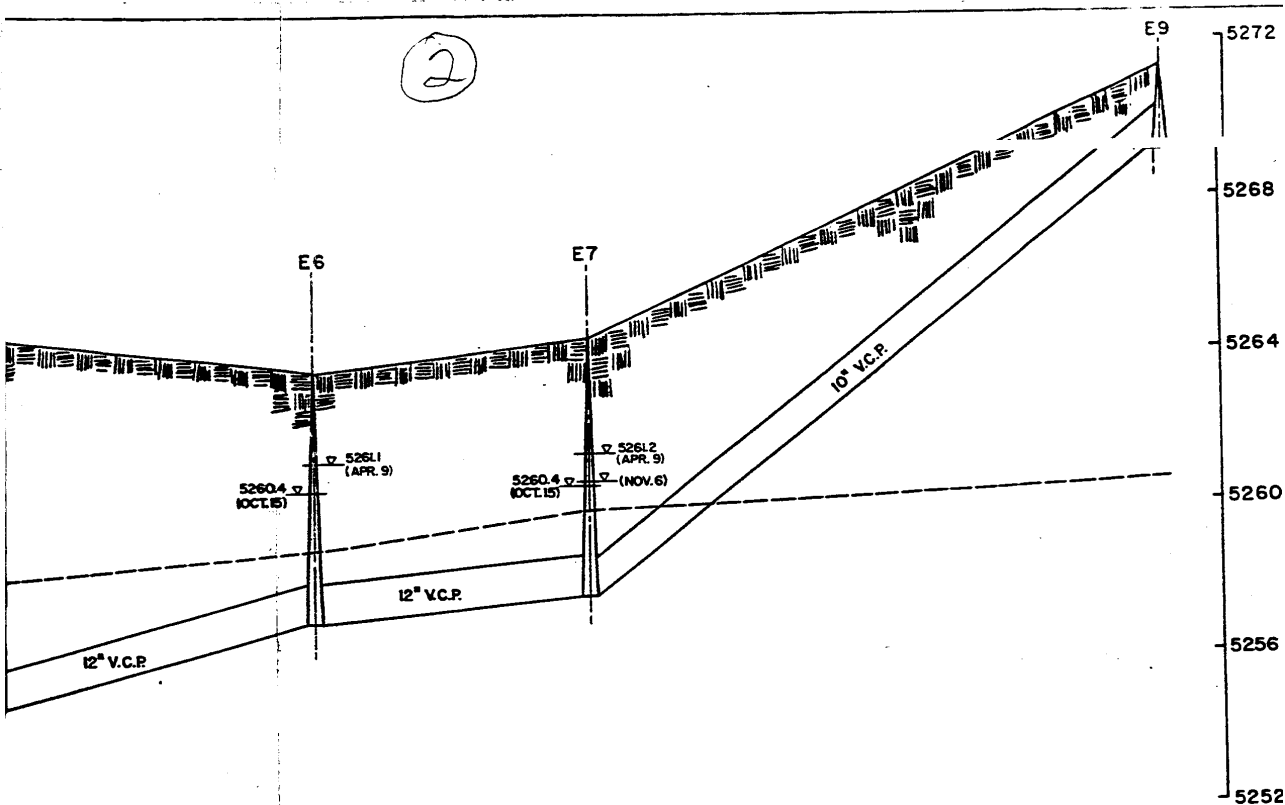 2
E9
5272
5268
E6
E7
5264
10" V.C.P.
5261.1
(APR. 9)
5260.4
(OCT. 15)
5261.2
(APR. 9)
5260.4
(OCT. 15)
(NOV. 6)
5260
12" V.C.P.
12" V.C.P.
5256
5252